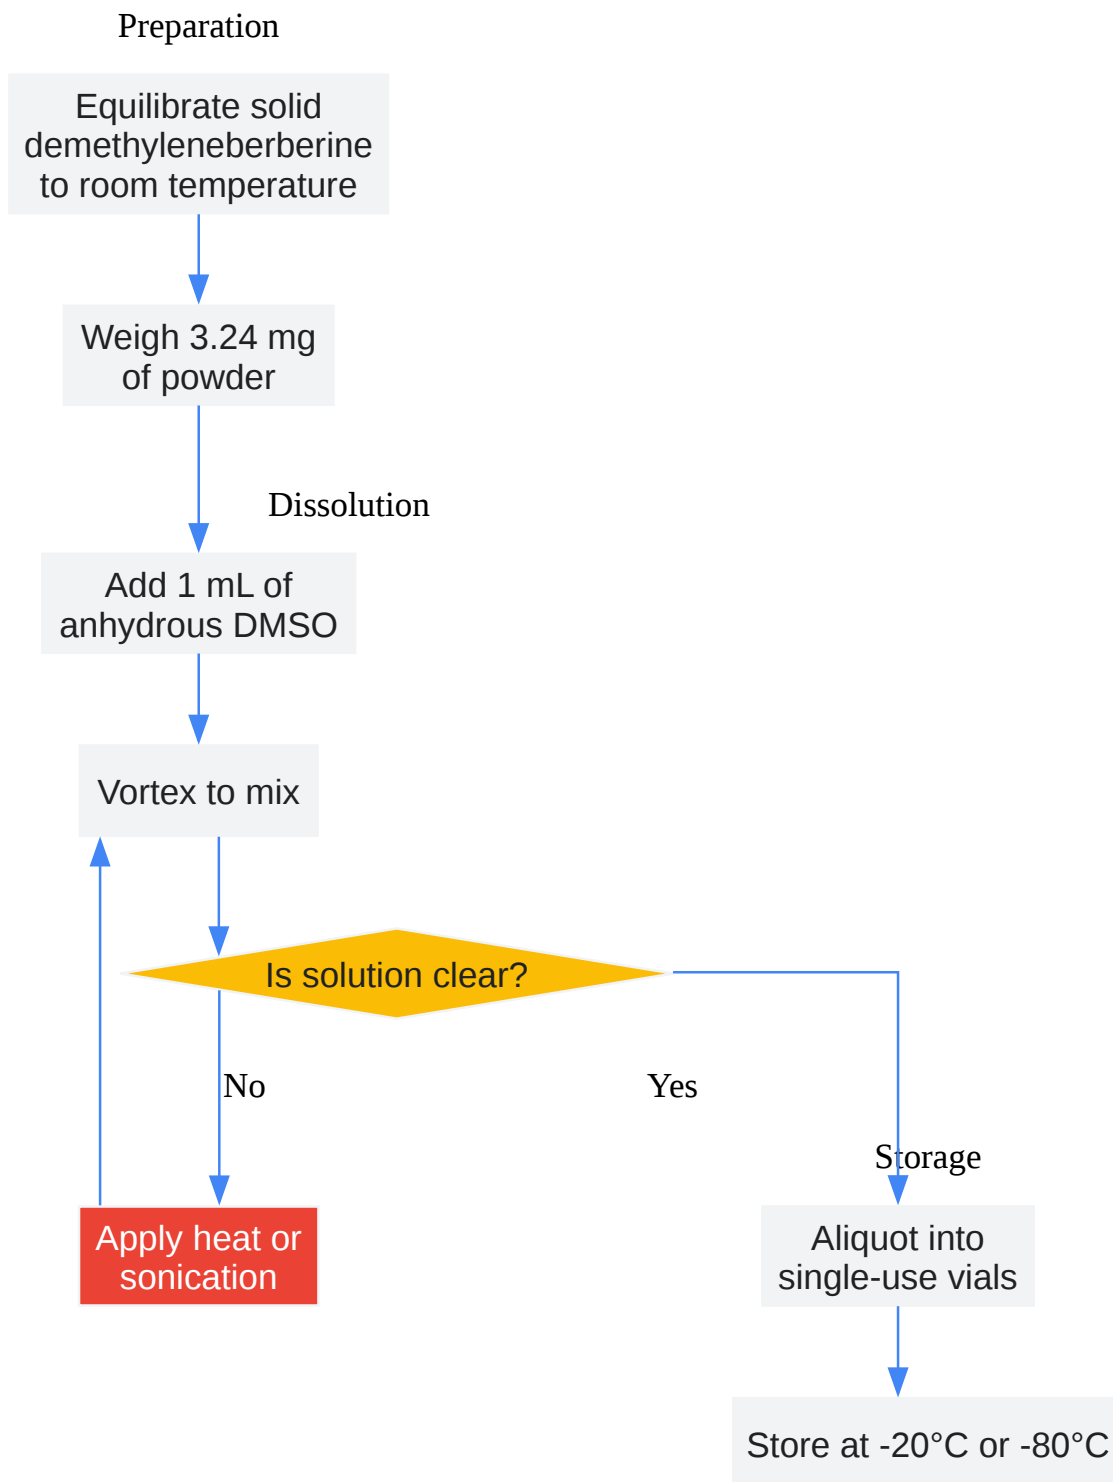 Preparation
Equilibrate solid
demethyleneberberine
to room temperature
Weigh 3.24 mg
of powder
Dissolution
Add 1 mL of
anhydrous DMSO
Vortex to mix
Is solution clear?
No
Yes
Storage
Apply heat or
sonication
Aliquot into
single-use vials
Store at -20°C or -80°C